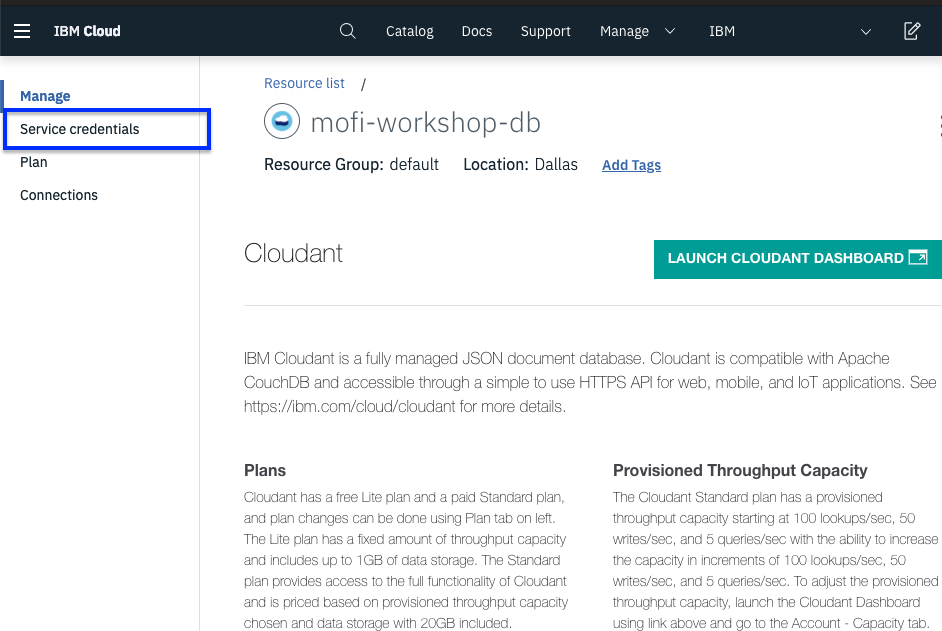 IBM Cloud
Catalog
Docs
Support
Manage
IBM
Manage
Service credentials
Plan
Connections
Resource list /
mofi-workshop-db
Resource Group: default Location: Dallas Add Tags
Cloudant
LAUNCH CLOUDANT DASHBOARD
IBM Cloudant is a fully managed JSON document database. Cloudant is compatible with Apache
CouchDB and accessible through a simple to use HTTPS API for web, mobile, and IoT applications. See
https://ibm.com/cloud/cloudant for more details.
Plans
Cloudant has a free Lite plan and a paid Standard plan,
and plan changes can be done using Plan tab on left.
The Lite plan has a fixed amount of throughput capacity
and includes up to 1GB of data storage. The Standard
plan provides access to the full functionality of Cloudant
and is priced based on provisioned throughput capacity
chosen and data storage with 20GB included.
Provisioned Throughput Capacity
The Cloudant Standard plan has a provisioned
throughput capacity starting at 100 lookups/sec, 50
writes/sec, and 5 queries/sec with the ability to increase
the capacity in increments of 100 lookups/sec, 50
writes/sec, and 5 queries/sec. To adjust the provisioned
throughput capacity, launch the Cloudant Dashboard
using link above and go to the Account - Capacity tab.